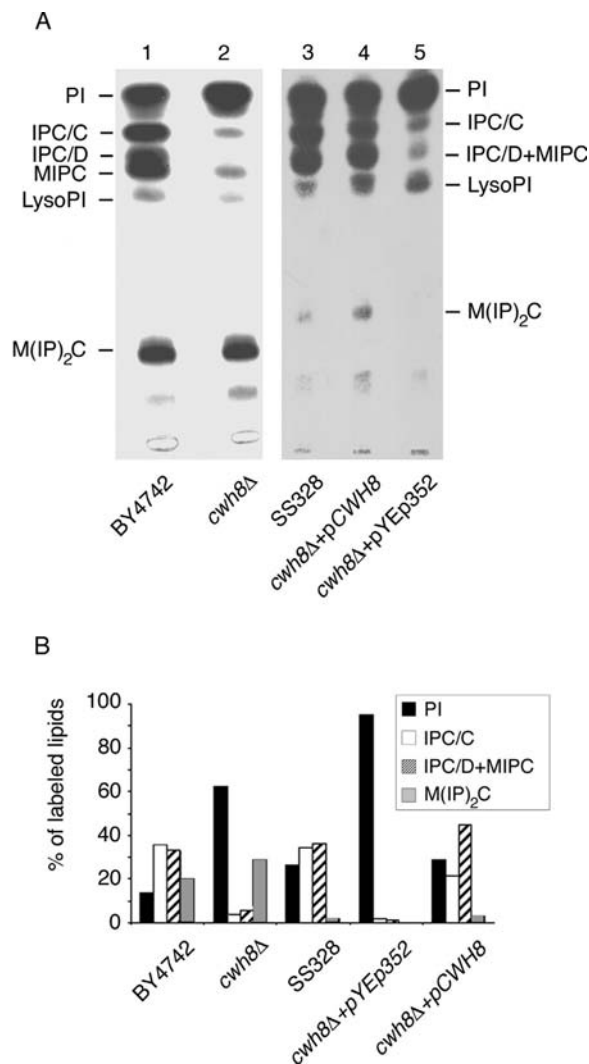 A
1 2 3 4 5
PI
IPC/C
IPC/D
MIPC
LysoPI
M(IP)2C
PI
IPC/C
IPC/D+MIPC
LysoPI
M(IP)2C
BY4742
cwh8Δ
SS328
cwh8Δ+pCWH8
cwh8Δ+pYEp352
B
% of labeled lipids
100
80
60
40
20
0
PI
IPC/C
IPC/D+MIPC
M(IP)2C
BY4742
cwh8Δ
SS328
cwh8Δ+pYEp352
cwh8Δ+pCWH8